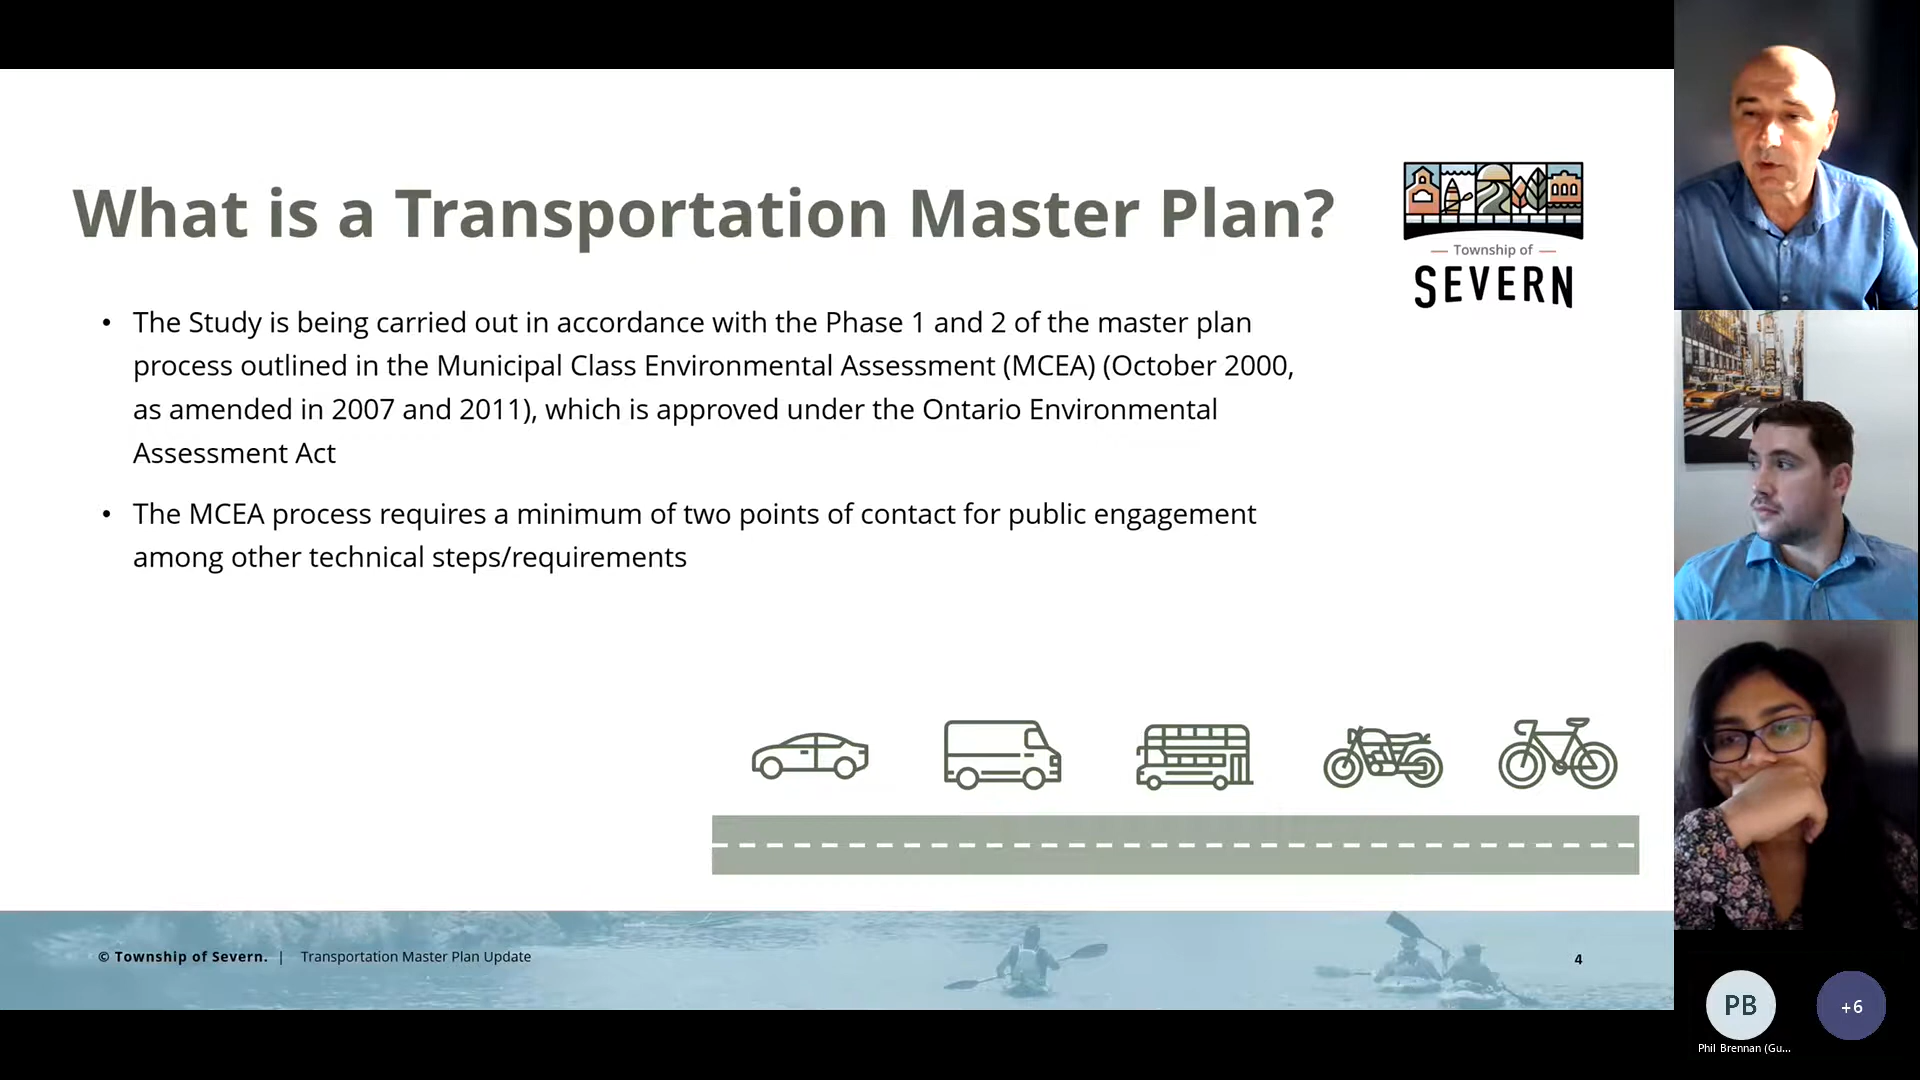 What is a Transportation Master Plan?
Township of
SEVERN
• The Study is being carried out in accordance with the Phase 1 and 2 of the master plan
process outlined in the Municipal Class Environmental Assessment (MCEA) (October 2000,
as amended in 2007 and 2011), which is approved under the Ontario Environmental
Assessment Act
• The MCEA process requires a minimum of two points of contact for public engagement
among other technical steps/requirements
© Township of Severn. | Transportation Master Plan Update
4
PB
+6
Phil Brennan (Gu...